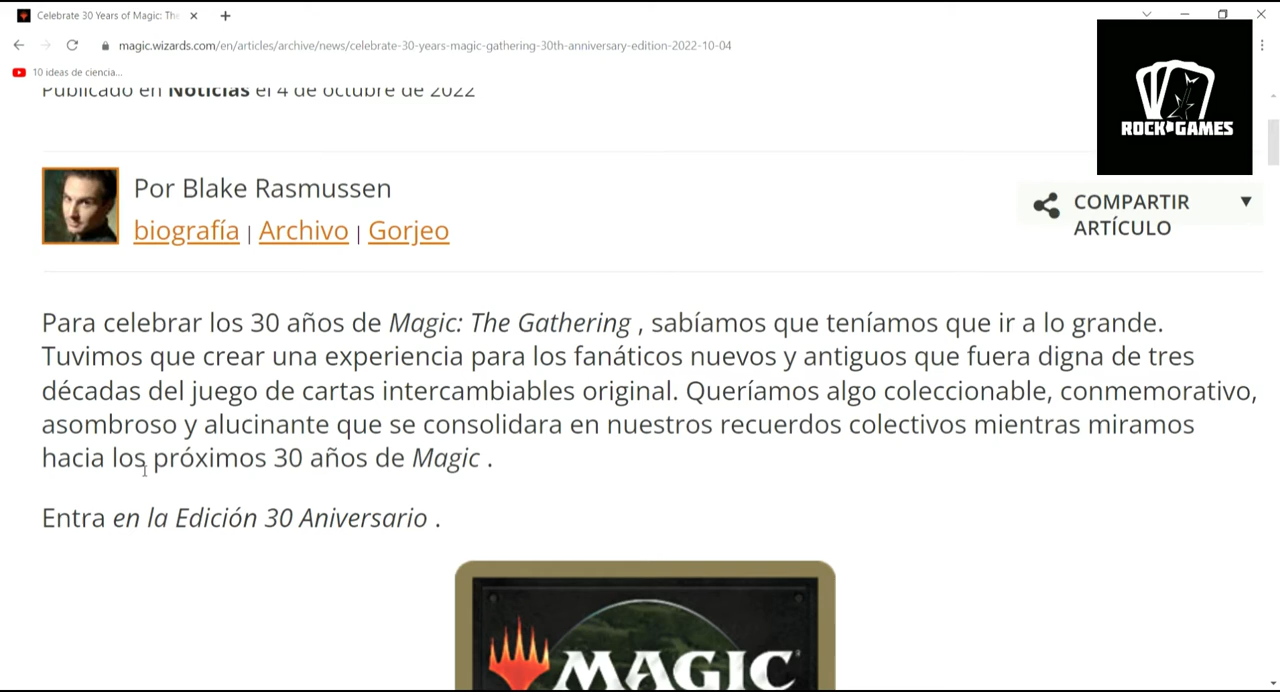 Celebrate 30 Years of Magic: The
magic.wizards.com/en/articles/archive/news/celebrate-30-years-magic-gathering-30th-anniversary-edition-2022-10-04
10 ideas de ciencia...
Publicado en Noticias el 4 de octubre de 2022
ROCK GAMES
Por Blake Rasmussen
biografía | Archivo | Gorjeo
COMPARTIR
ARTÍCULO
Para celebrar los 30 años de Magic: The Gathering , sabíamos que teníamos que ir a lo grande.
Tuvimos que crear una experiencia para los fanáticos nuevos y antiguos que fuera digna de tres
décadas del juego de cartas intercambiables original. Queríamos algo coleccionable, conmemorativo,
asombroso y alucinante que se consolidara en nuestros recuerdos colectivos mientras miramos
hacia los próximos 30 años de Magic .
Entra en la Edición 30 Aniversario .
MAGIC